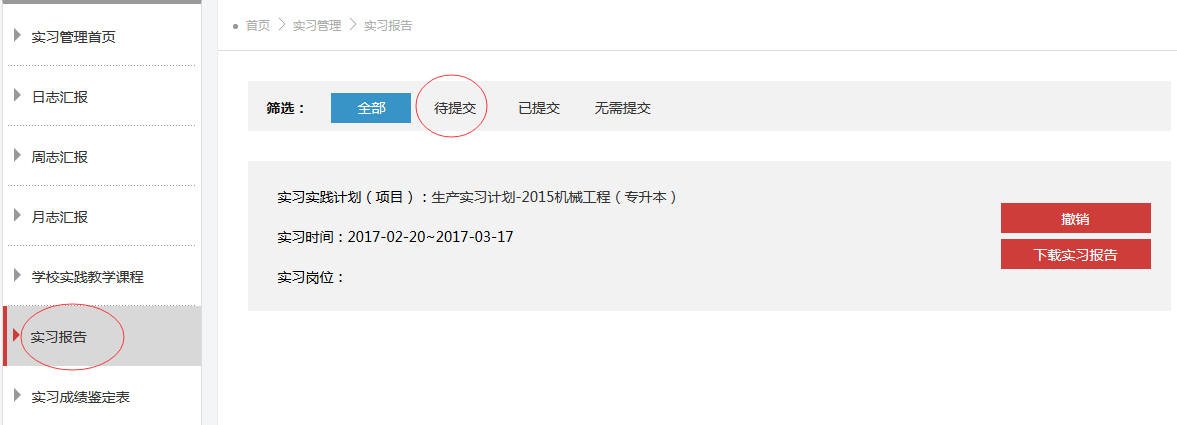 首页 > 实习管理 > 实习报告
实习管理首页
日志汇报
周志汇报
月志汇报
学校实践教学课程
实习报告
实习成绩鉴定表
筛选： 全部 待提交 已提交 无需提交
实习实践计划（项目）：生产实习计划-2015机械工程（专升本）
实习时间：2017-02-20~2017-03-17
实习岗位：
撤销
下载实习报告